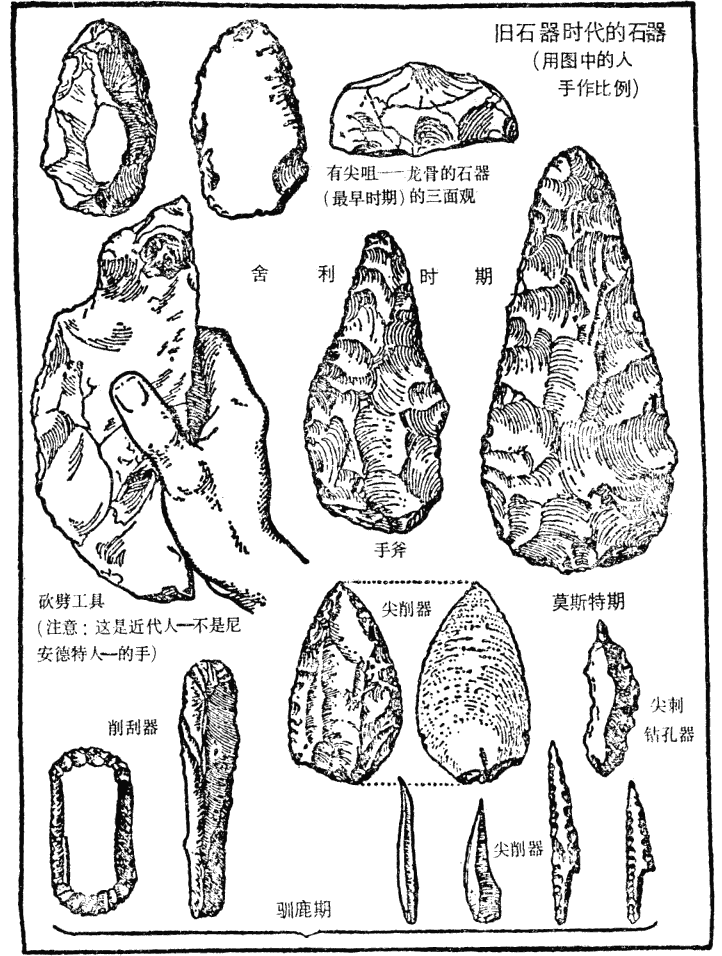 旧石器时代的石器
(用图中的人
手作比例)
有尖咀——龙骨的石器
(最早时期)的三面观
舍利时期
手斧
砍劈工具
(注意：这是近代人—不是尼
安德特人—的手)
莫斯特期
尖削器
尖刺
钻孔器
削刮器
尖削器
驯鹿期